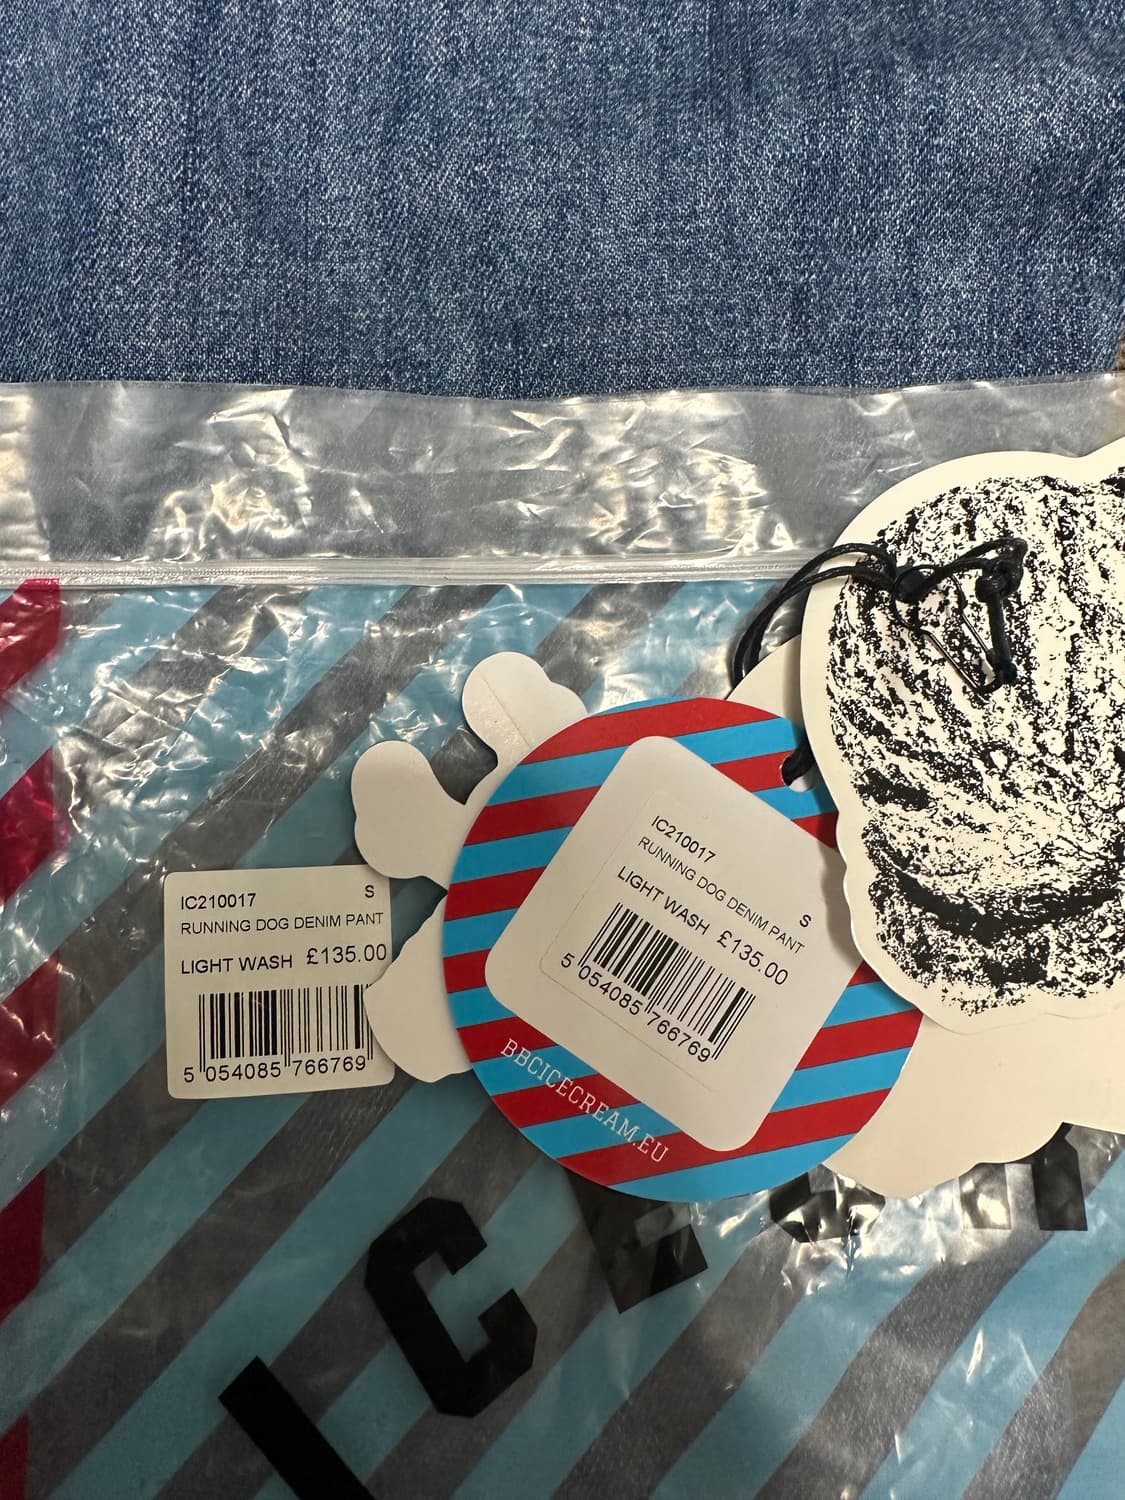 IC210017
S
RUNNING DOG DENIM PANT
LIGHT WASH £135.00
5 054085 766769
IC210017
S
RUNNING DOG DENIM PANT
LIGHT WASH £135.00
5 054085 766769
BBCICECREAM.EU
ICE